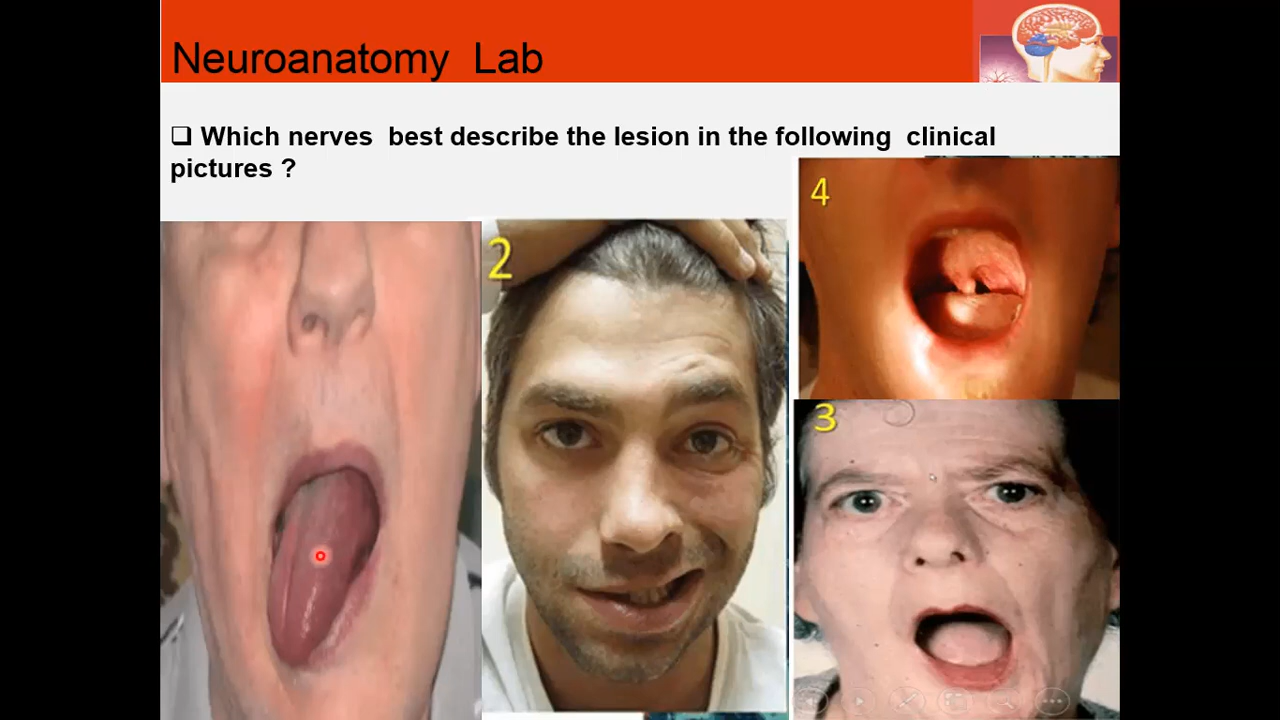 Neuroanatomy Lab
❑ Which nerves best describe the lesion in the following clinical
pictures ?
4
2
3